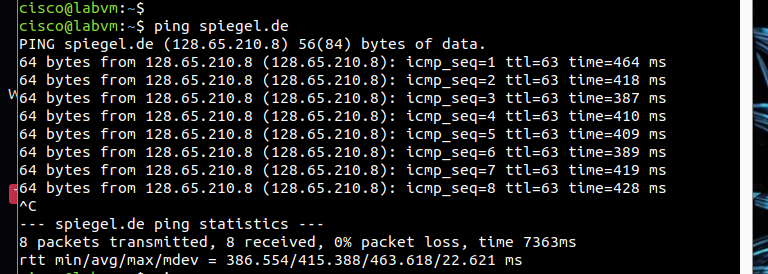 cisco@labvm:~$
cisco@labvm:~$ ping spiegel.de
PING spiegel.de (128.65.210.8) 56(84) bytes of data.
64 bytes from 128.65.210.8 (128.65.210.8): icmp_seq=1 ttl=63 time=464 ms
64 bytes from 128.65.210.8 (128.65.210.8): icmp_seq=2 ttl=63 time=418 ms
64 bytes from 128.65.210.8 (128.65.210.8): icmp_seq=3 ttl=63 time=387 ms
64 bytes from 128.65.210.8 (128.65.210.8): icmp_seq=4 ttl=63 time=410 ms
64 bytes from 128.65.210.8 (128.65.210.8): icmp_seq=5 ttl=63 time=409 ms
64 bytes from 128.65.210.8 (128.65.210.8): icmp_seq=6 ttl=63 time=389 ms
64 bytes from 128.65.210.8 (128.65.210.8): icmp_seq=7 ttl=63 time=419 ms
64 bytes from 128.65.210.8 (128.65.210.8): icmp_seq=8 ttl=63 time=428 ms
^C
--- spiegel.de ping statistics ---
8 packets transmitted, 8 received, 0% packet loss, time 7363ms
rtt min/avg/max/mdev = 386.554/415.388/463.618/22.621 ms